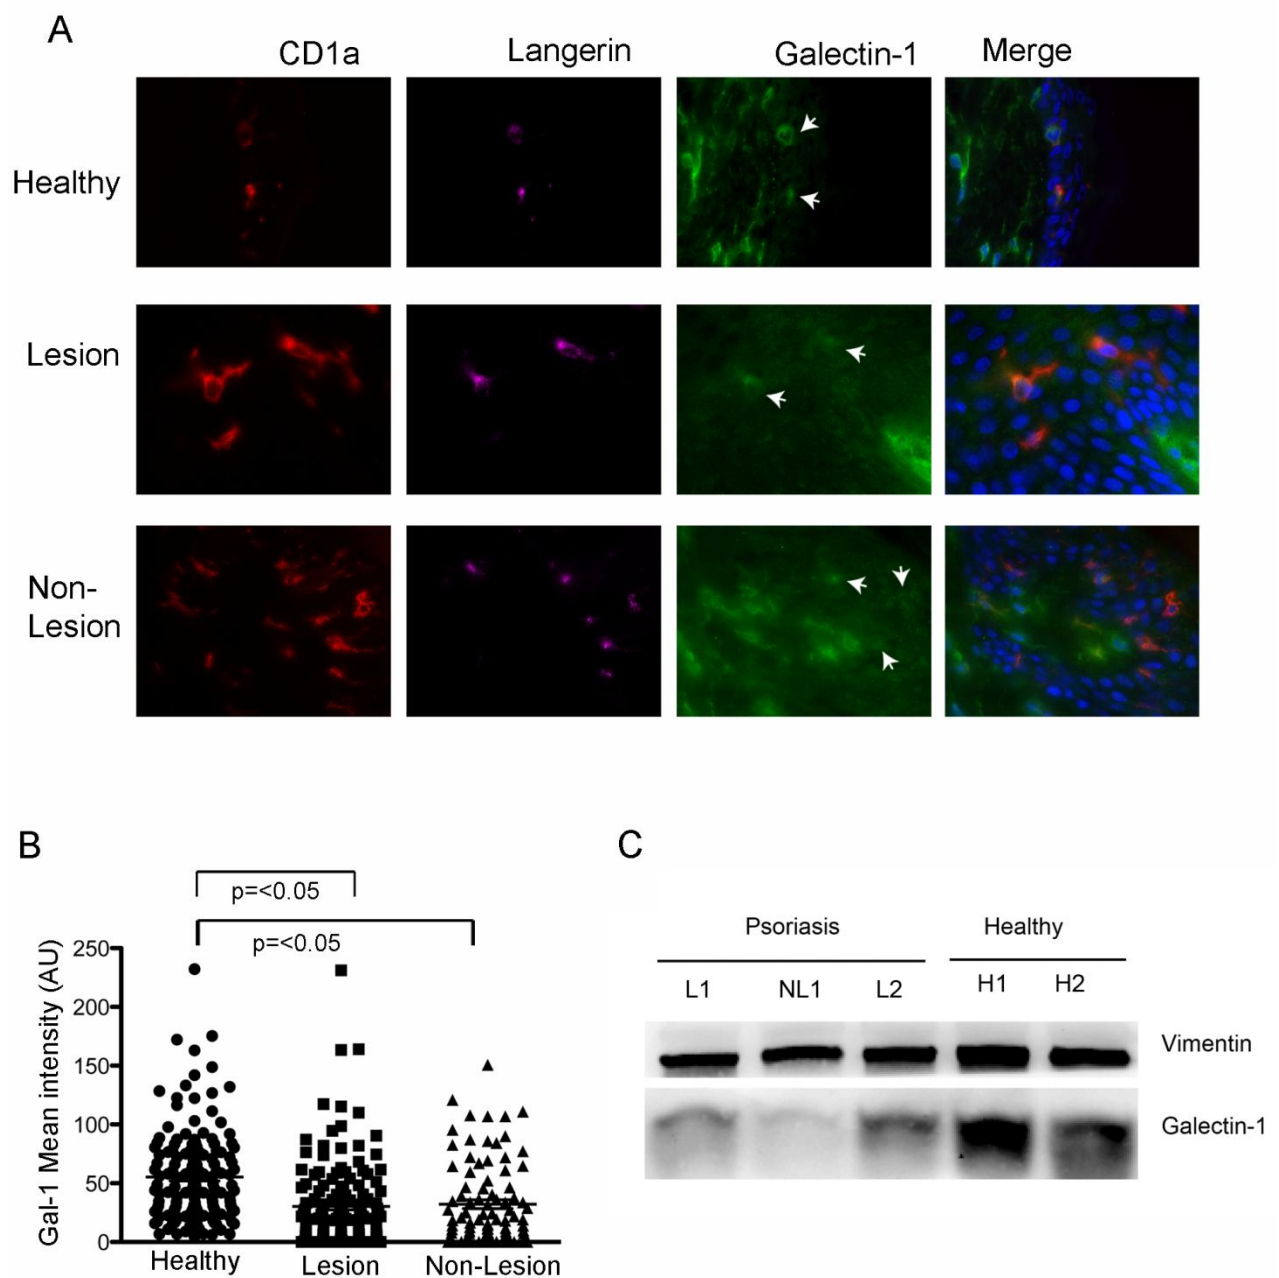 A
CD1a Langerin Galectin-1 Merge
Healthy
Lesion
Non-
Lesion
B
p=<0.05
p=<0.05
Gal-1 Mean intensity (AU)
250
200
150
100
50
0
Healthy Lesion Non-Lesion
C
Psoriasis Healthy
L1 NL1 L2 H1 H2
Vimentin
Galectin-1